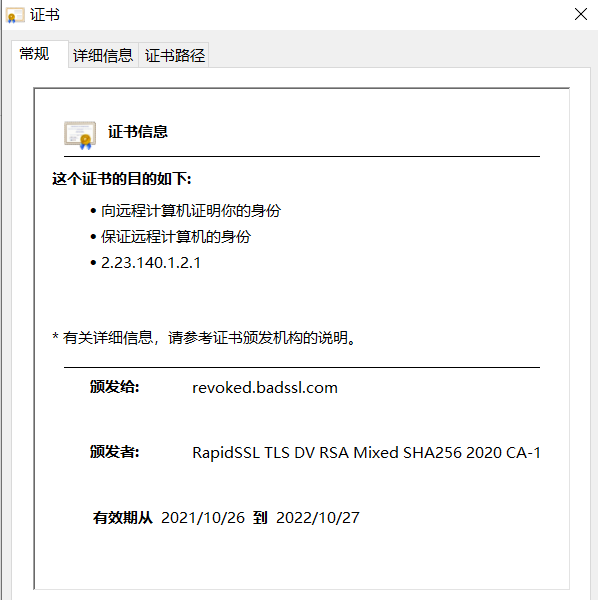 证书
常规 详细信息 证书路径
证书信息
这个证书的目的如下:
• 向远程计算机证明你的身份
• 保证远程计算机的身份
• 2.23.140.1.2.1
* 有关详细信息，请参考证书颁发机构的说明。
颁发给: revoked.badssl.com
颁发者: RapidSSL TLS DV RSA Mixed SHA256 2020 CA-1
有效期从 2021/10/26 到 2022/10/27